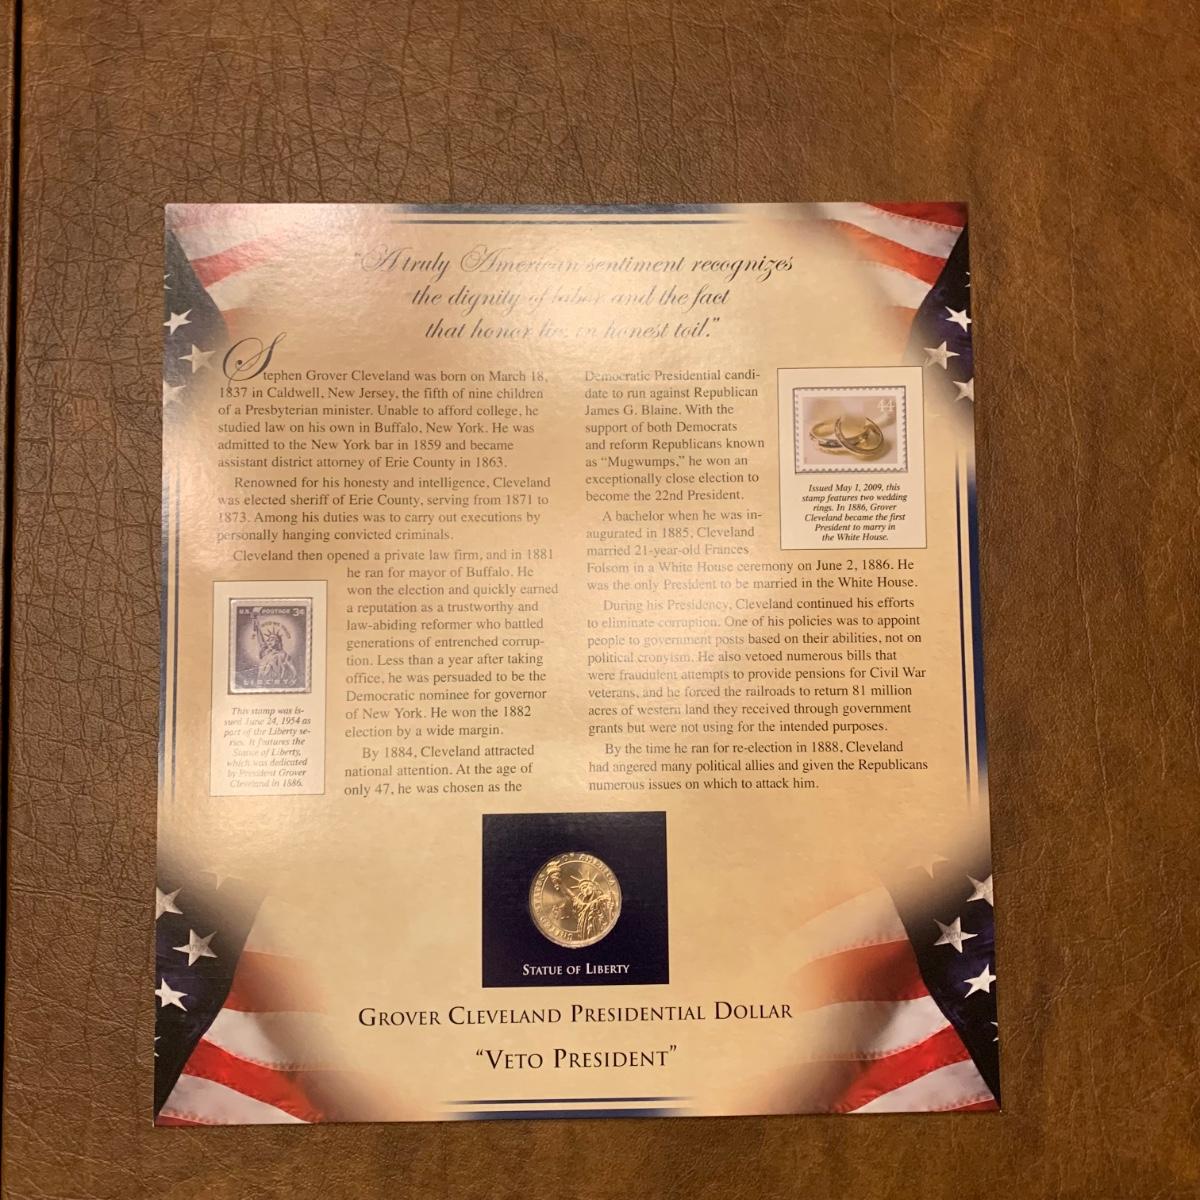 "A truly American sentiment recognizes
the dignity of labor and the fact
that honor lies in honest toil."
Stephen Grover Cleveland was born on March 18,
1837 in Caldwell, New Jersey, the fifth of nine children
of a Presbyterian minister. Unable to afford college, he
studied law on his own in Buffalo, New York. He was
admitted to the New York bar in 1859 and became
assistant district attorney of Erie County in 1863.
Renowned for his honesty and intelligence, Cleveland
was elected sheriff of Erie County, serving from 1871 to
1873. Among his duties was to carry out executions by
personally hanging convicted criminals.
Cleveland then opened a private law firm, and in 1881
he ran for mayor of Buffalo. He
won the election and quickly earned
a reputation as a trustworthy and
law-abiding reformer who battled
generations of entrenched corrup-
tion. Less than a year after taking
office, he was persuaded to be the
Democratic nominee for governor
of New York. He won the 1882
election by a wide margin.
By 1884, Cleveland attracted
national attention. At the age of
only 47, he was chosen as the
U.S. POSTAGE 3¢
IN GOD WE TRUST
LIBERTY
This stamp was is-
sued June 24, 1954 as
part of the Liberty se-
ries. It features the
Statue of Liberty,
which was dedicated
by President Grover
Cleveland in 1886.
Democratic Presidential candi-
date to run against Republican
James G. Blaine. With the
support of both Democrats
and reform Republicans known
as "Mugwumps," he won an
exceptionally close election to
become the 22nd President.
A bachelor when he was in-
augurated in 1885, Cleveland
married 21-year-old Frances
Folsom in a White House ceremony on June 2, 1886. He
was the only President to be married in the White House.
During his Presidency, Cleveland continued his efforts
to eliminate corruption. One of his policies was to appoint
people to government posts based on their abilities, not on
political cronyism. He also vetoed numerous bills that
were fraudulent attempts to provide pensions for Civil War
veterans, and he forced the railroads to return 81 million
acres of western land they received through government
grants but were not using for the intended purposes.
By the time he ran for re-election in 1888, Cleveland
had angered many political allies and given the Republicans
numerous issues on which to attack him.
44
Issued May 1, 2009, this
stamp features two wedding
rings. In 1886, Grover
Cleveland became the first
President to marry in
the White House.
UNITED STATES OF AMERICA
$1
STATUE OF LIBERTY
GROVER CLEVELAND PRESIDENTIAL DOLLAR
"VETO PRESIDENT"